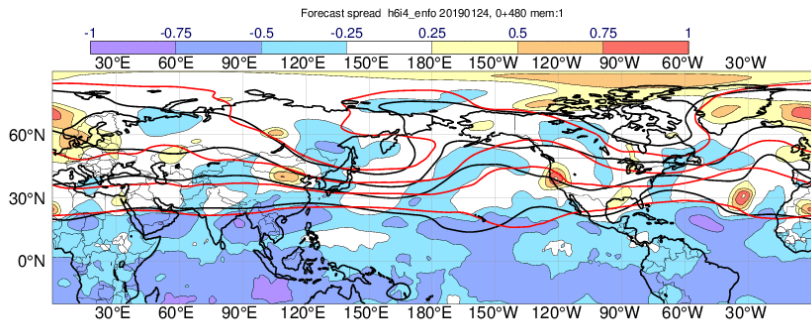 Forecast spread h6i4_enfo 20190124, 0+480 mem:1
-1 -0.75 -0.5 -0.25 0.25 0.5 0.75 1
30°E 60°E 90°E 120°E 150°E 180°E 150°W 120°W 90°W 60°W 30°W
60°N
30°N
0°N
30°E 60°E 90°E 120°E 150°E 180°E 150°W 120°W 90°W 60°W 30°W